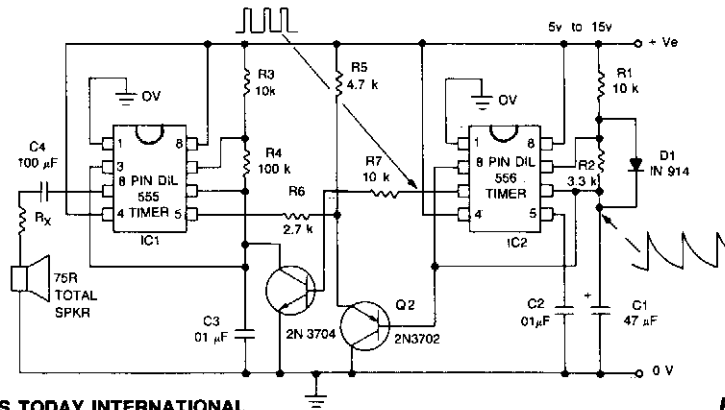 5v to 15v
+ Ve
R3
10k
R5
4.7 k
R1
10 k
0V
0V
C4
100 µF
1
8
3
8
4
5
PIN DIL
555
TIMER
IC1
R4
100 k
R6
2.7 k
R7
10 k
1
8
8
4
5
PIN DIL
556
TIMER
IC2
R2
3.3 k
D1
IN 914
RX
75R
TOTAL
SPKR
C3
01 µF
2N 3704
Q2
2N3702
C2
01µF
+
C1
47 µF
0 V
S TODAY INTERNATIONAL